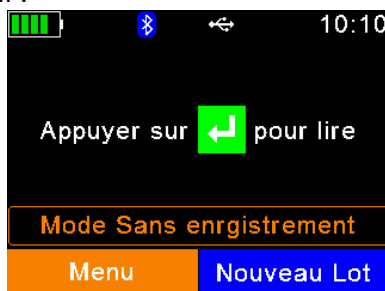 10:10
Appuyer sur pour lire
Mode Sans enrgistrement
Menu Nouveau Lot